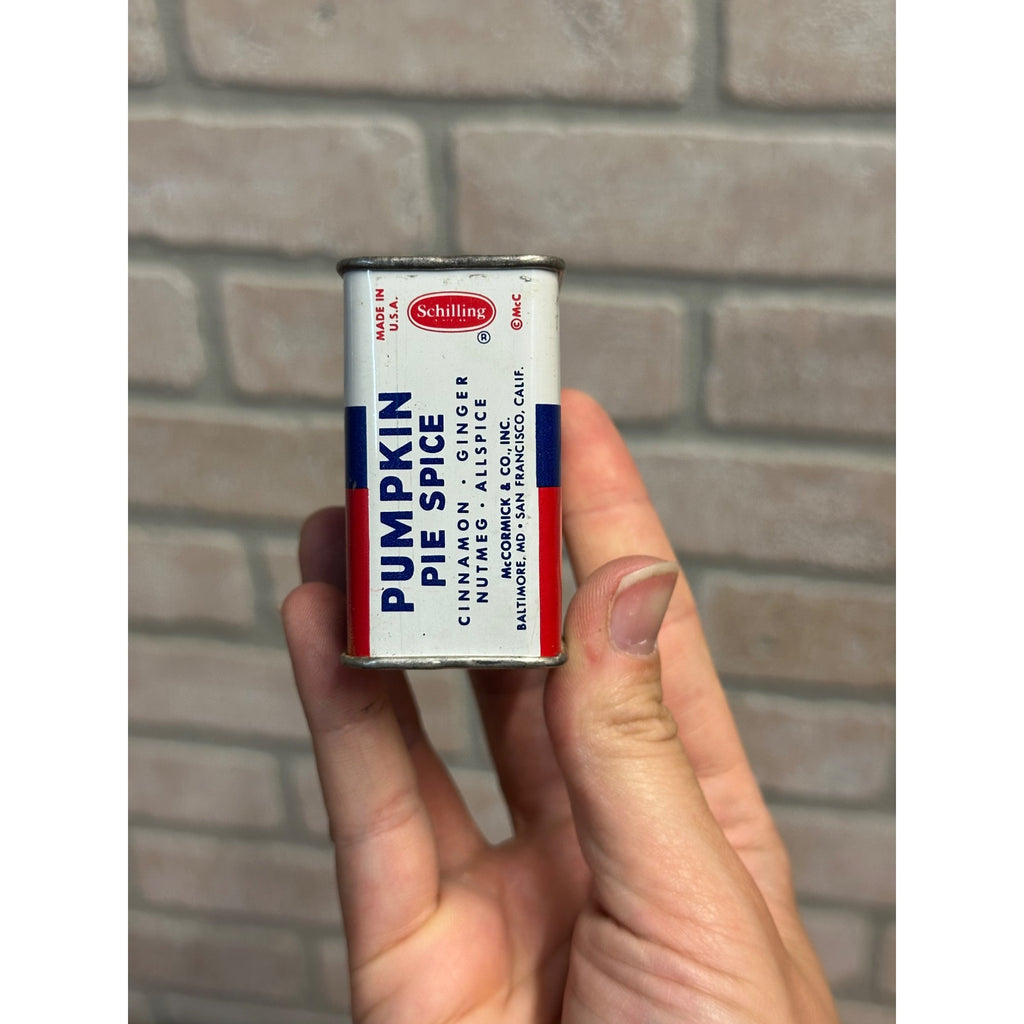 MADE IN
U.S.A.
Schilling
®
©McC
PUMPKIN
PIE SPICE
CINNAMON · GINGER
NUTMEG · ALLSPICE
McCORMICK & CO., INC.
BALTIMORE, MD • SAN FRANCISCO, CALIF.